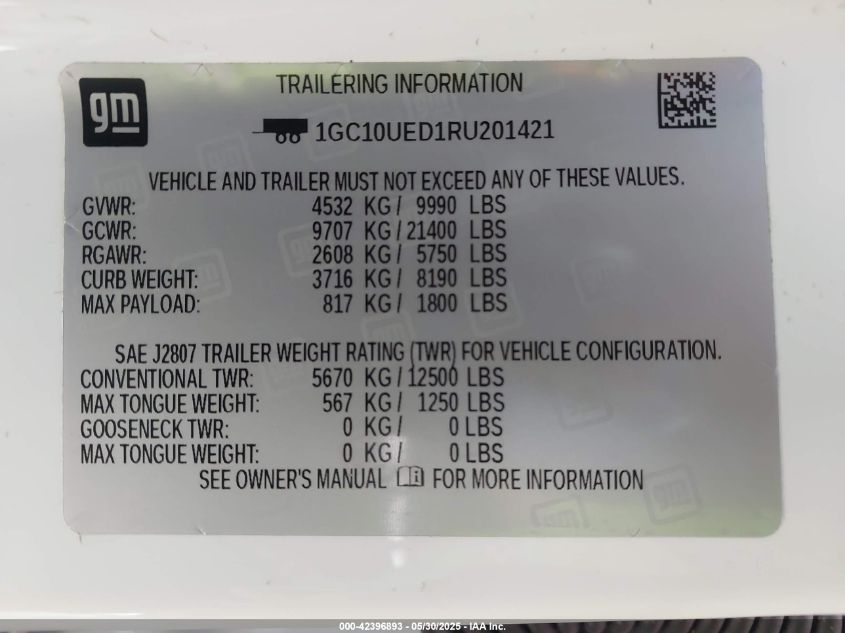 gm
TRAILERING INFORMATION
1GC10UED1RU201421
VEHICLE AND TRAILER MUST NOT EXCEED ANY OF THESE VALUES.
GVWR: 4532 KG/ 9990 LBS
GCWR: 9707 KG/21400 LBS
RGAWR: 2608 KG/ 5750 LBS
CURB WEIGHT: 3716 KG/ 8190 LBS
MAX PAYLOAD: 817 KG/ 1800 LBS
SAE J2807 TRAILER WEIGHT RATING (TWR) FOR VEHICLE CONFIGURATION.
CONVENTIONAL TWR: 5670 KG/12500 LBS
MAX TONGUE WEIGHT: 567 KG/ 1250 LBS
GOOSENECK TWR: 0 KG/ 0 LBS
MAX TONGUE WEIGHT: 0 KG/ 0 LBS
SEE OWNER'S MANUAL FOR MORE INFORMATION
000-42396893 - 05/30/2025 - IAA Inc.